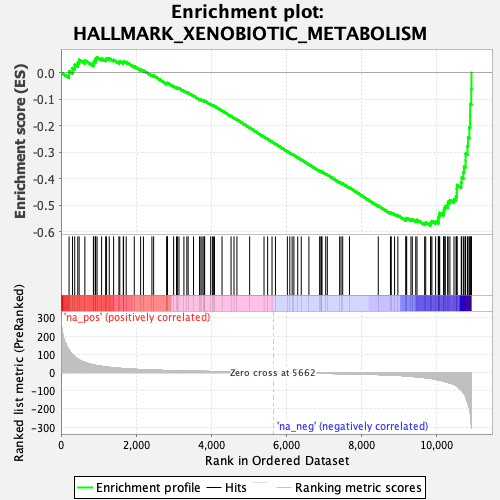 Enrichment plot:
HALLMARK_XENOBIOTIC_METABOLISM
Enrichment score (ES)
0.0
-0.1
-0.2
-0.3
-0.4
-0.5
-0.6
Ranked list metric (PreRanked)
300
200
100
0
-100
-200
-300
'na_pos' (positively correlated)
Zero cross at 5662
'na_neg' (negatively correlated)
0
2,000
4,000
6,000
8,000
10,000
Rank in Ordered Dataset
Enrichment profile
Hits
Ranking metric scores